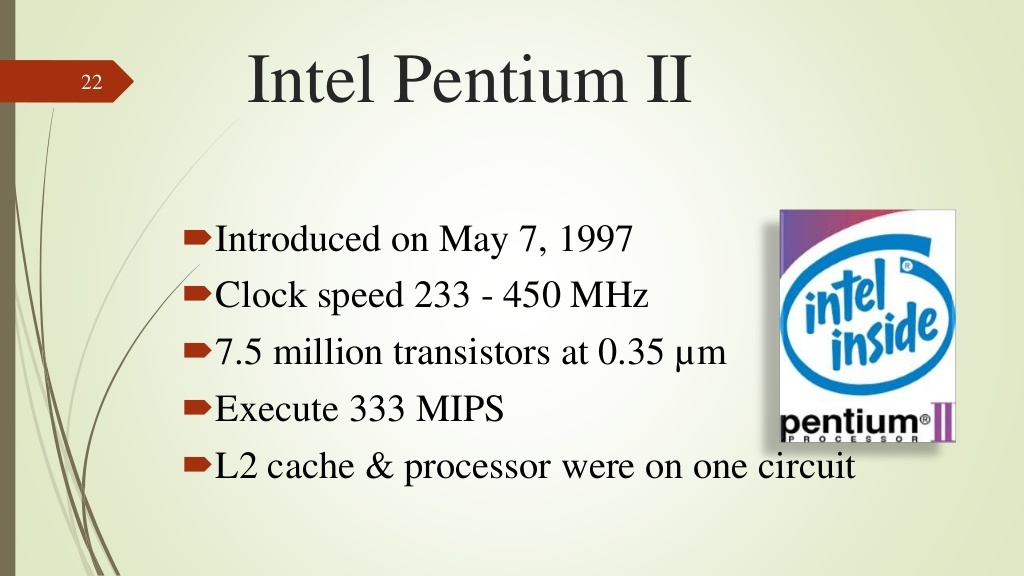 22
Intel Pentium II
Introduced on May 7, 1997
Clock speed 233 - 450 MHz
7.5 million transistors at 0.35 µm
Execute 333 MIPS
L2 cache & processor were on one circuit
intel®
inside
pentium® II
PROCESSOR